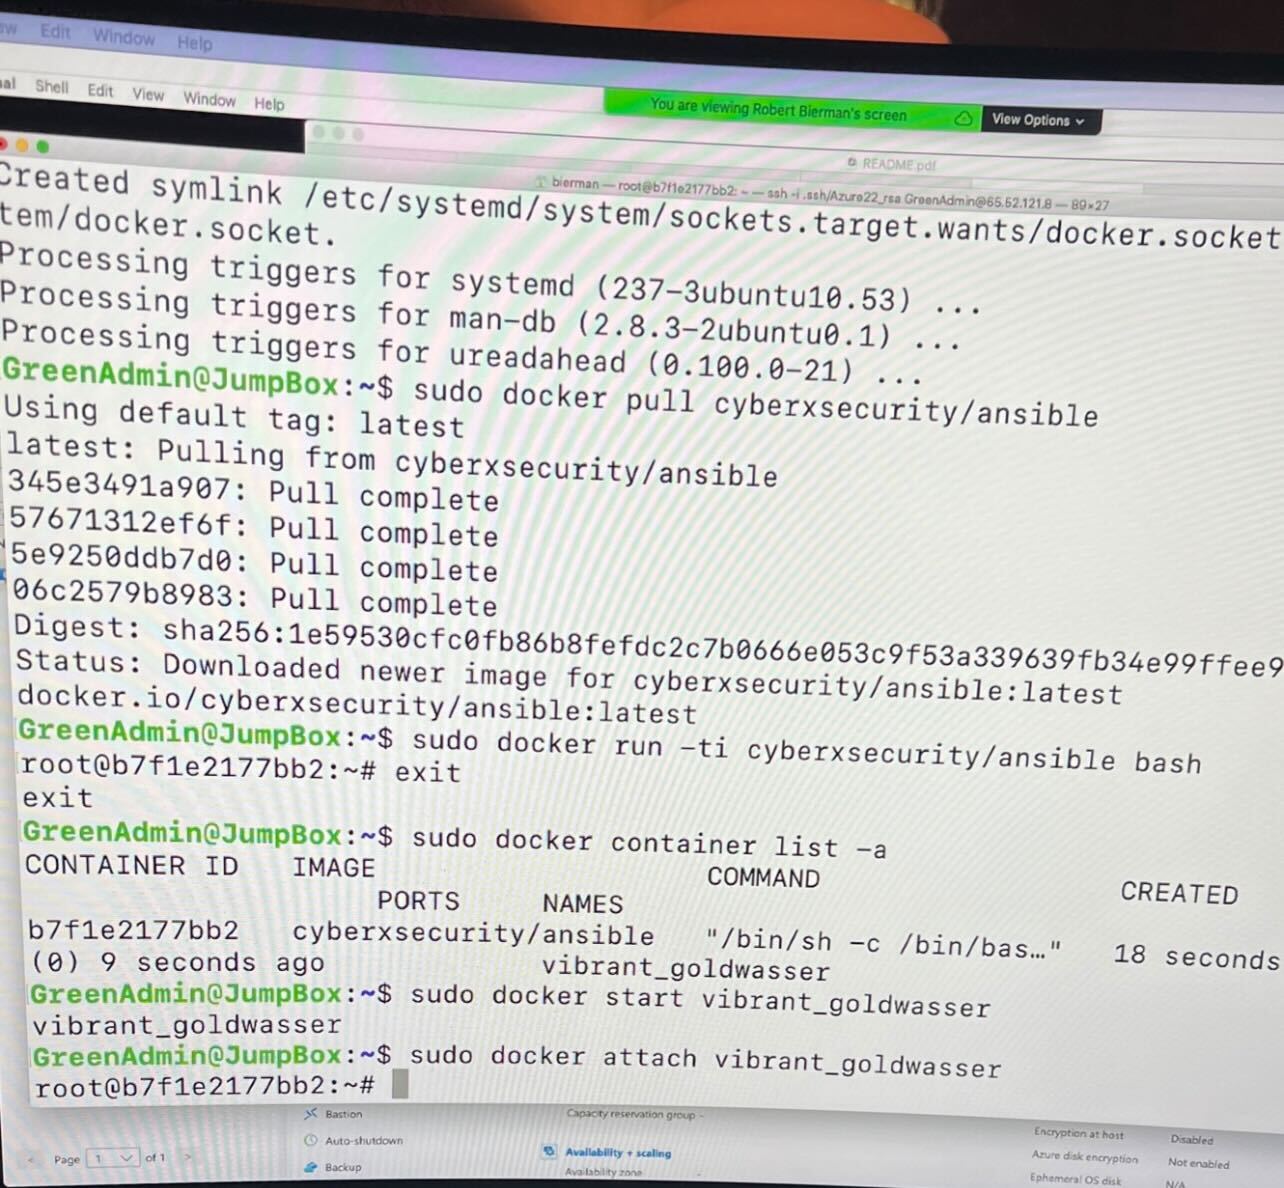 Edit Window Help
Shell Edit View Window Help
You are viewing Robert Bierman's screen View Options
README.pdf
bierman — root@b7f1e2177bb2: ~ — ssh -i .ssh/Azure22_rsa GreenAdmin@65.52.121.8 — 89×27
Created symlink /etc/systemd/system/sockets.target.wants/docker.socket
tem/docker.socket.
Processing triggers for systemd (237-3ubuntu10.53) ...
Processing triggers for man-db (2.8.3-2ubuntu0.1) ...
Processing triggers for ureadahead (0.100.0-21) ...
GreenAdmin@JumpBox:~$ sudo docker pull cyberxsecurity/ansible
Using default tag: latest
latest: Pulling from cyberxsecurity/ansible
345e3491a907: Pull complete
57671312ef6f: Pull complete
5e9250ddb7d0: Pull complete
06c2579b8983: Pull complete
Digest: sha256:1e59530cfc0fb86b8fefdc2c7b0666e053c9f53a339639fb34e99ffee9
Status: Downloaded newer image for cyberxsecurity/ansible:latest
docker.io/cyberxsecurity/ansible:latest
GreenAdmin@JumpBox:~$ sudo docker run -ti cyberxsecurity/ansible bash
root@b7f1e2177bb2:~# exit
exit
GreenAdmin@JumpBox:~$ sudo docker container list -a
CONTAINER ID IMAGE COMMAND CREATED
PORTS NAMES
b7f1e2177bb2 cyberxsecurity/ansible "/bin/sh -c /bin/bas…" 18 seconds
(0) 9 seconds ago vibrant_goldwasser
GreenAdmin@JumpBox:~$ sudo docker start vibrant_goldwasser
vibrant_goldwasser
GreenAdmin@JumpBox:~$ sudo docker attach vibrant_goldwasser
root@b7f1e2177bb2:~#
Bastion Capacity reservation group -
Auto-shutdown Encryption at host Disabled
Page 1 of 1 Availability + scaling Azure disk encryption Not enabled
Backup Availability zone Ephemeral OS disk N/A